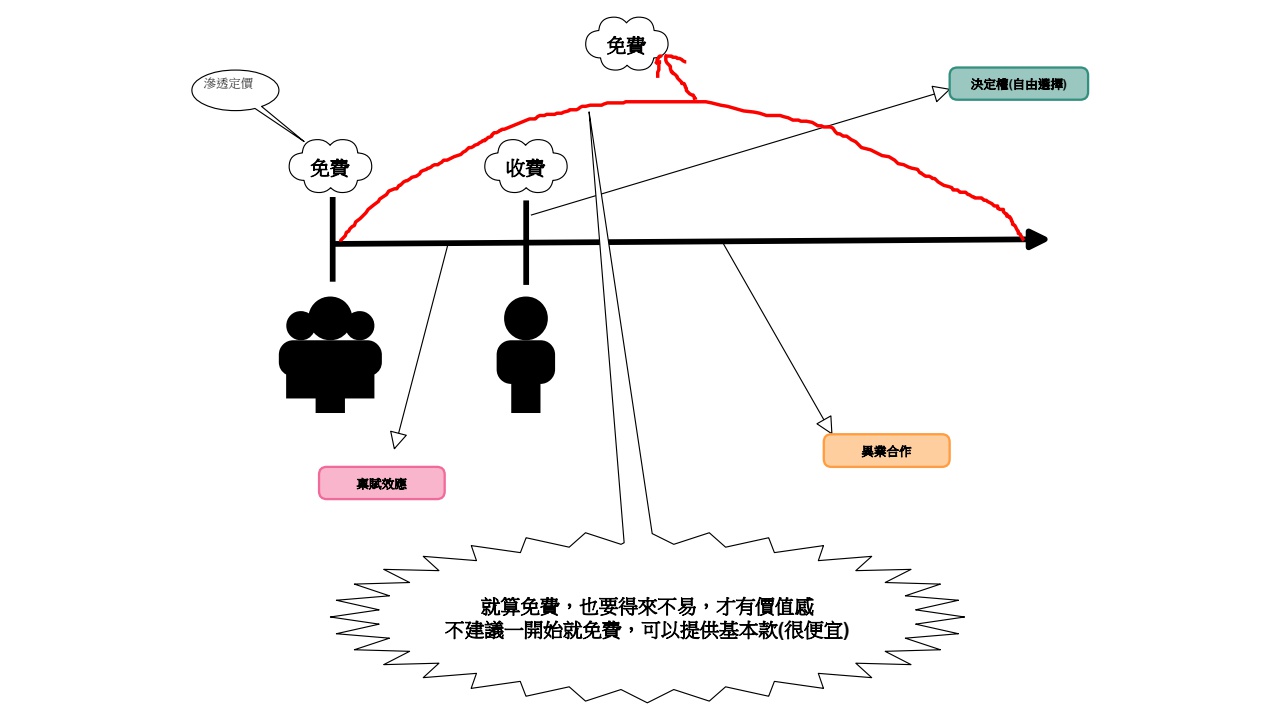 免費
滲透定價
決定權(自由選擇)
免費
收費
異業合作
稟賦效應
就算免費，也要得來不易，才有價值感
不建議一開始就免費，可以提供基本款(很便宜)